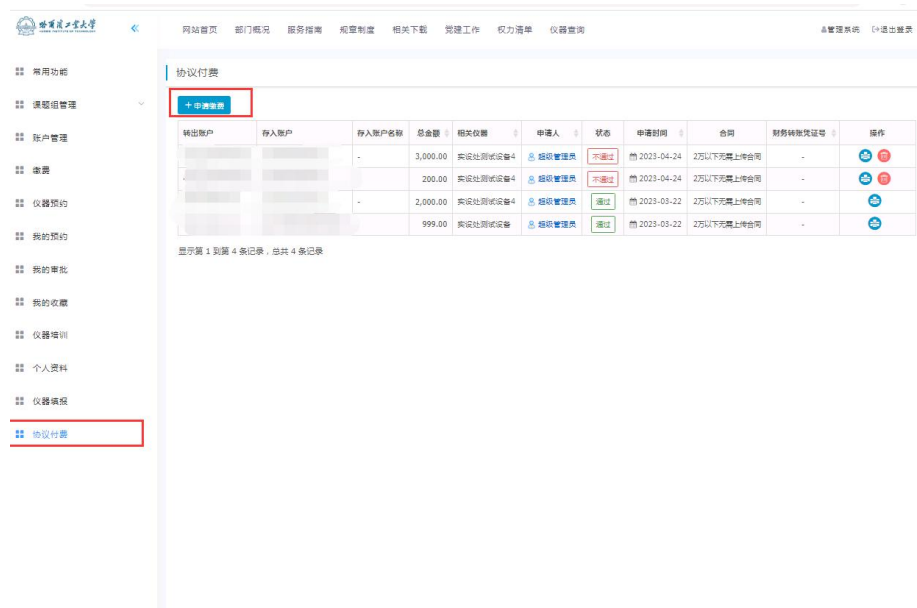 哈尔滨工业大学
HARBIN INSTITUTE OF TECHNOLOGY
网站首页 部门概况 服务指南 规章制度 相关下载 党建工作 权力清单 仪器查询 管理系统 退出登录
常用功能
课题组管理
账户管理
缴费
仪器预约
我的预约
我的审批
我的收藏
仪器培训
个人资料
仪器填报
协议付费
协议付费
+ 申请缴费
转出账户 存入账户 存入账户名称 总金额 相关仪器 申请人 状态 申请时间 合同 财务转账凭证号 操作
- 3,000.00 实设处测试设备4 超级管理员 不通过 2023-04-24 2万以下无需上传合同 -
200.00 实设处测试设备4 超级管理员 不通过 2023-04-24 2万以下无需上传合同 -
- 2,000.00 实设处测试设备4 超级管理员 通过 2023-03-22 2万以下无需上传合同 -
999.00 实设处测试设备 超级管理员 通过 2023-03-22 2万以下无需上传合同 -
显示第 1 到第 4 条记录，总共 4 条记录